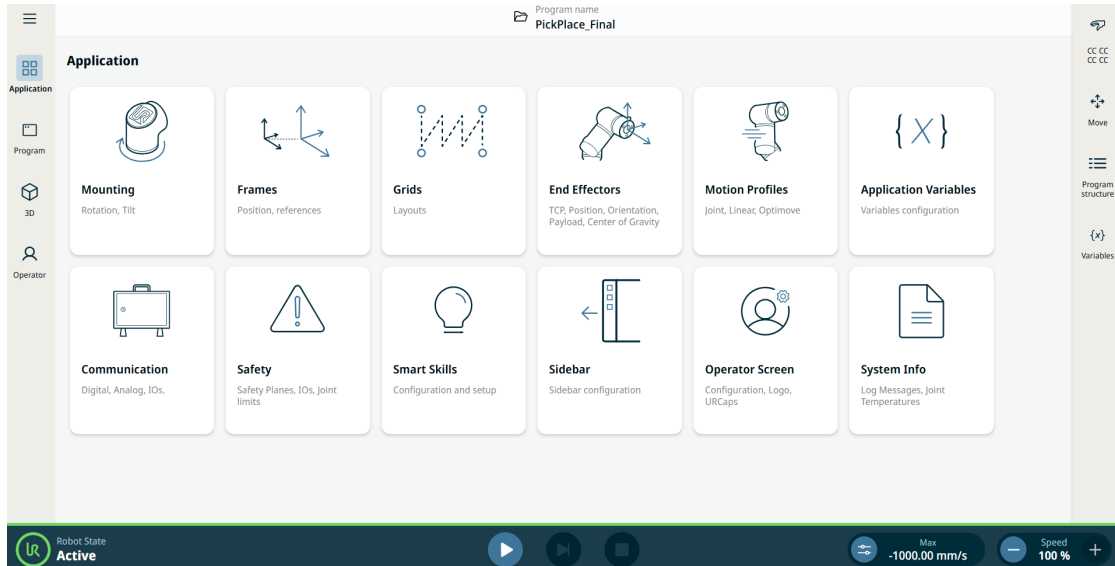 Program name
PickPlace_Final
Application
Application
Program
3D
Operator
Mounting
Rotation, Tilt
Frames
Position, references
Grids
Layouts
End Effectors
TCP, Position, Orientation,
Payload, Center of Gravity
Motion Profiles
Joint, Linear, Optimove
{X}
Application Variables
Variables configuration
Communication
Digital, Analog, IOs.
Safety
Safety Planes, IOs, Joint
limits
Smart Skills
Configuration and setup
Sidebar
Sidebar configuration
Operator Screen
Configuration, Logo,
URCaps
System Info
Log Messages, Joint
Temperatures
CC CC
CC CC
Move
Program
structure
{x}
Variables
UR
Robot State
Active
Max
-1000.00 mm/s
Speed
100 %